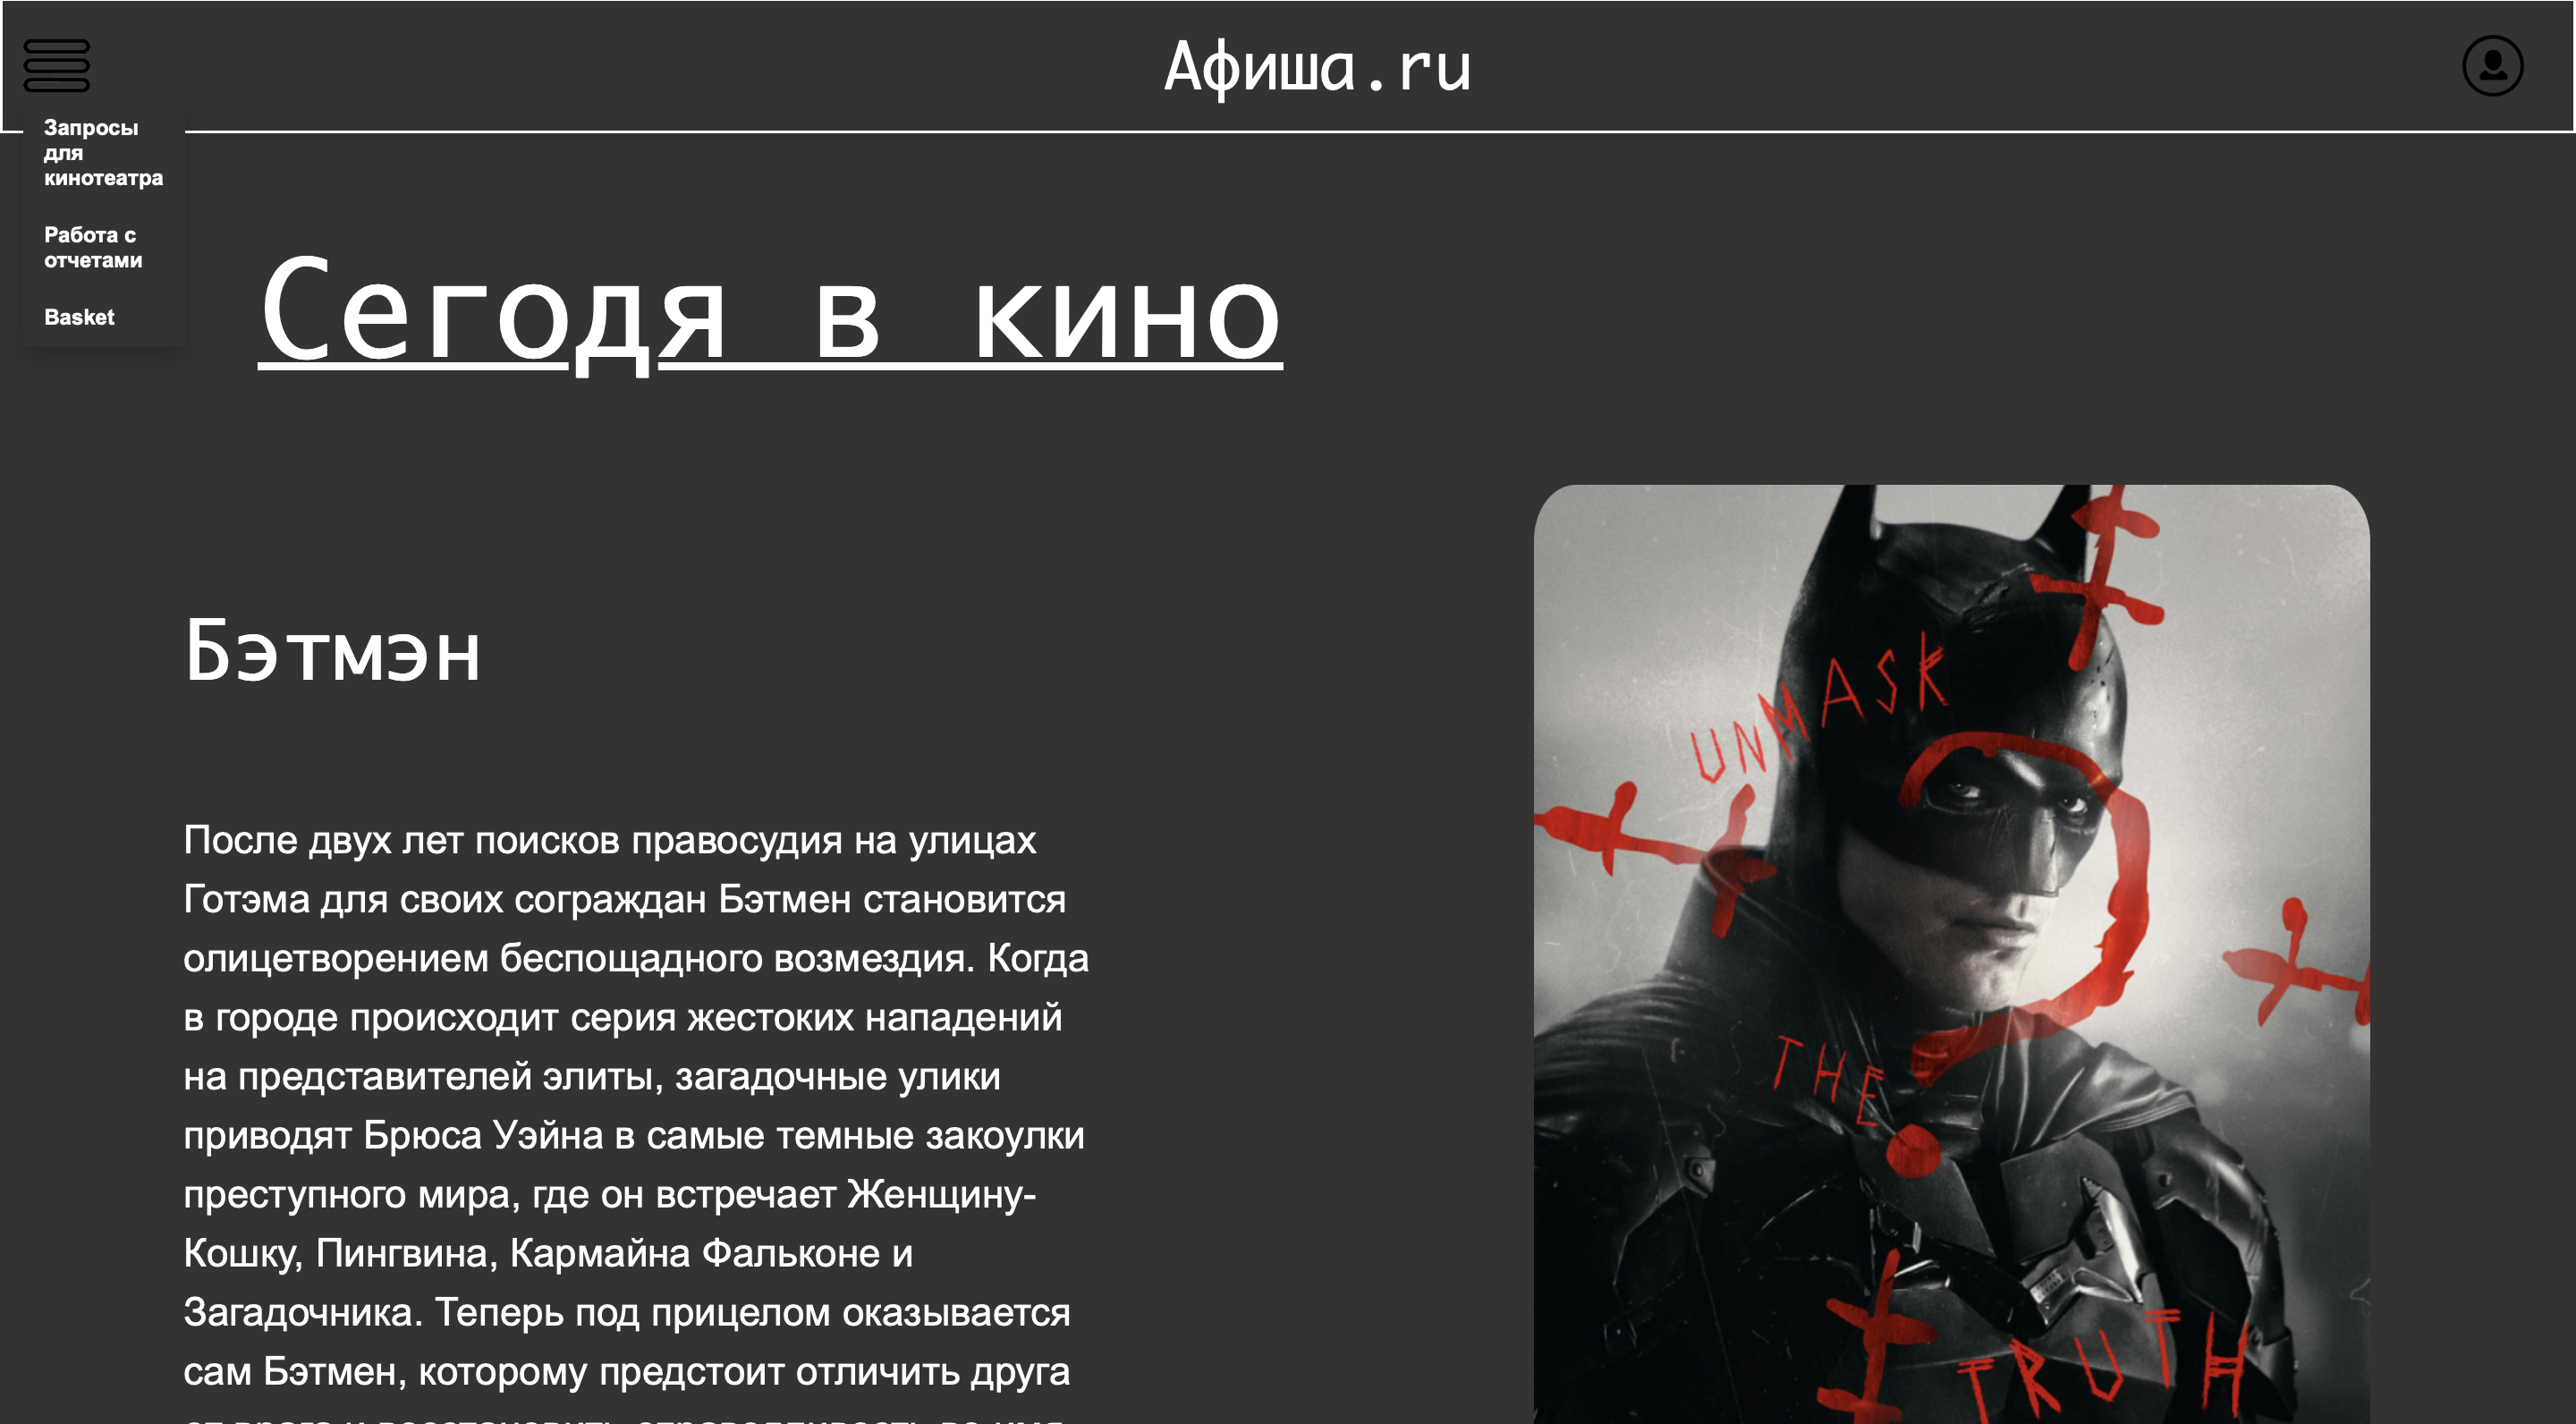 Афиша.ru
Запросы
для
кинотеатра
Работа с
отчетами
Basket
Сегодя в кино
Бэтмэн
После двух лет поисков правосудия на улицах
Готэма для своих сограждан Бэтмен становится
олицетворением беспощадного возмездия. Когда
в городе происходит серия жестоких нападений
на представителей элиты, загадочные улики
приводят Брюса Уэйна в самые темные закоулки
преступного мира, где он встречает Женщину-
Кошку, Пингвина, Кармайна Фальконе и
Загадочника. Теперь под прицелом оказывается
сам Бэтмен, которому предстоит отличить друга
UNMASK
THE
TRUTH